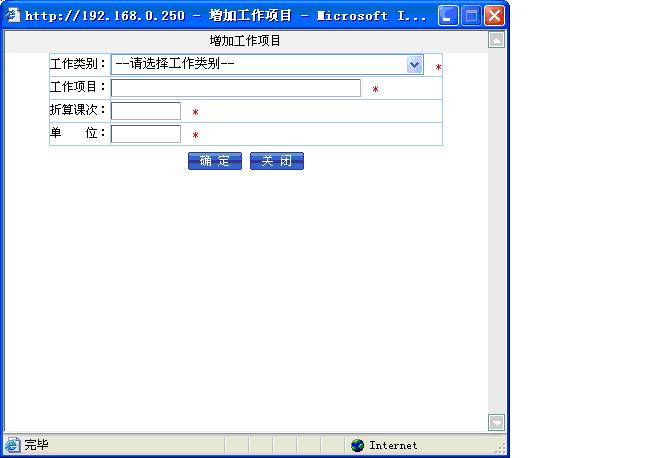 http://192.168.0.250 - 增加工作项目 - Microsoft I...
增加工作项目
工作类别： --请选择工作类别-- *
工作项目： *
折算课次： *
单　　位： *
确 定 关 闭
完毕 Internet